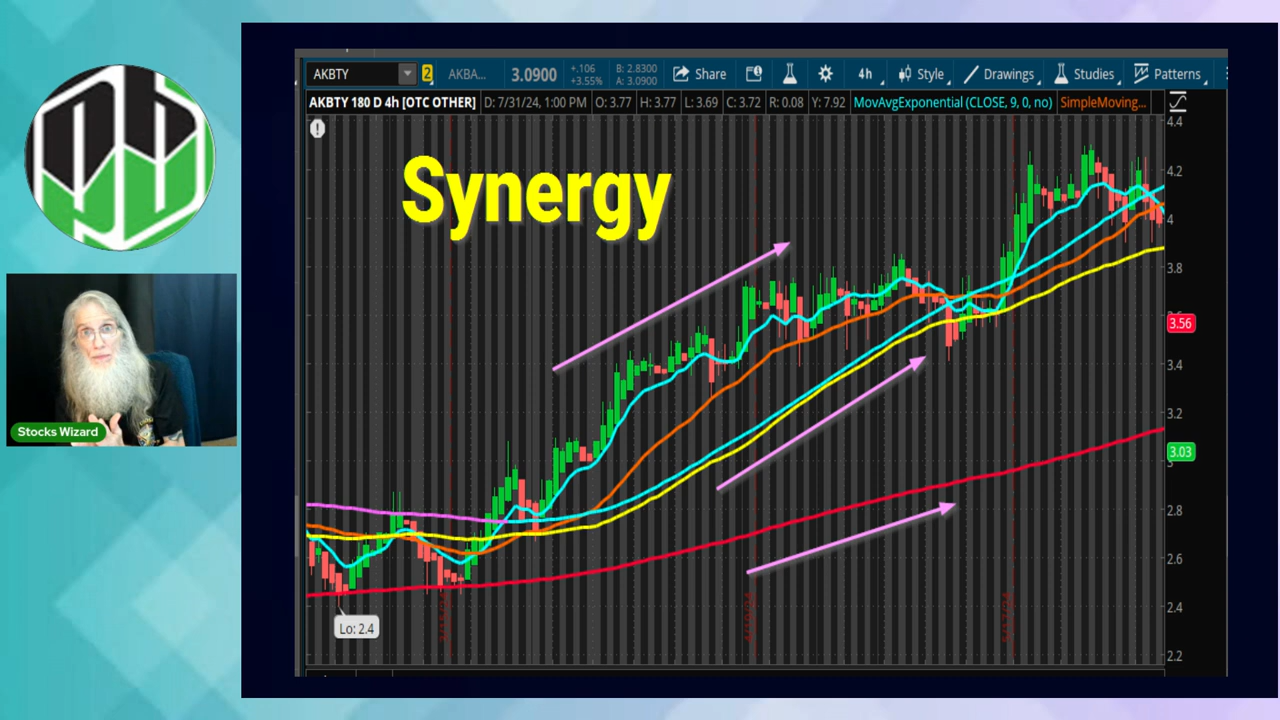 AKBTY
2
AKBA...
3.0900
+.106
+3.55%
B: 2.8300
A: 3.0900
Share
4h
Style
Drawings
Studies
Patterns
AKBTY 180 D 4h [OTC OTHER]
D: 7/31/24, 1:00 PM
O: 3.77
H: 3.77
L: 3.69
C: 3.72
R: 0.08
Y: 7.92
MovAvgExponential (CLOSE, 9, 0, no)
SimpleMoving...
Synergy
4.4
4.2
4
3.8
3.56
3.4
3.2
3.03
3
2.8
2.6
2.4
2.2
Lo: 2.4
Stocks Wizard